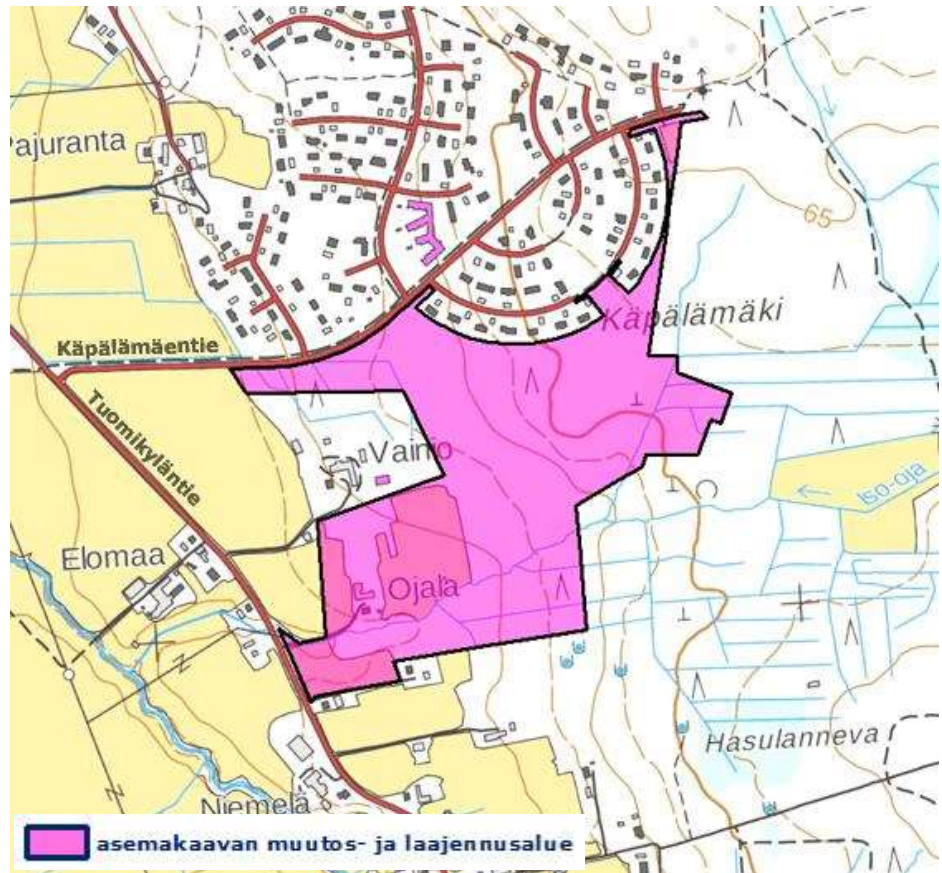 Pajuranta
65
Käpälämäki
Käpälämäentie
Tuomikyläntie
Vainio
Iso-oja
Elomaa
Ojala
Hasulanneva
Niemelä
asemakaavan muutos- ja laajennusalue